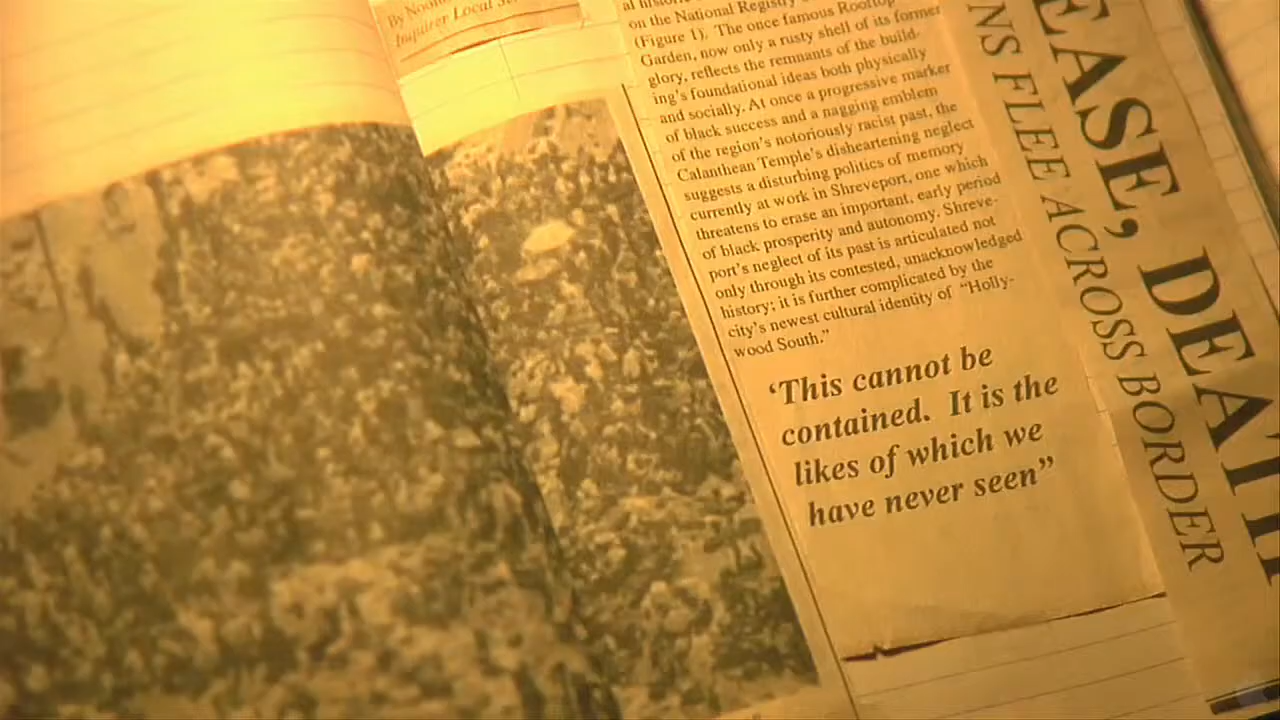 By
Inquirer Local
al
on the National Registry
(Figure 1). The once famous Rooftop
Garden, now only a rusty shell of its former
glory, reflects the remnants of the build-
ing's foundational ideas both physically
and socially. At once a progressive marker
of black success and a nagging emblem
of the region's notoriously racist past, the
Calanthean Temple's disheartening neglect
suggests a disturbing politics of memory
currently at work in Shreveport, one which
threatens to erase an important, early period
of black prosperity and autonomy. Shreve-
port's neglect of its past is articulated not
only through its contested, unacknowledged
history; it is further complicated by the
city's newest cultural identity of “Holly-
wood South.”
‘This cannot be
contained. It is the
likes of which we
have never seen”
NS FLEE ACROSS BORDER
EASE, DEATH